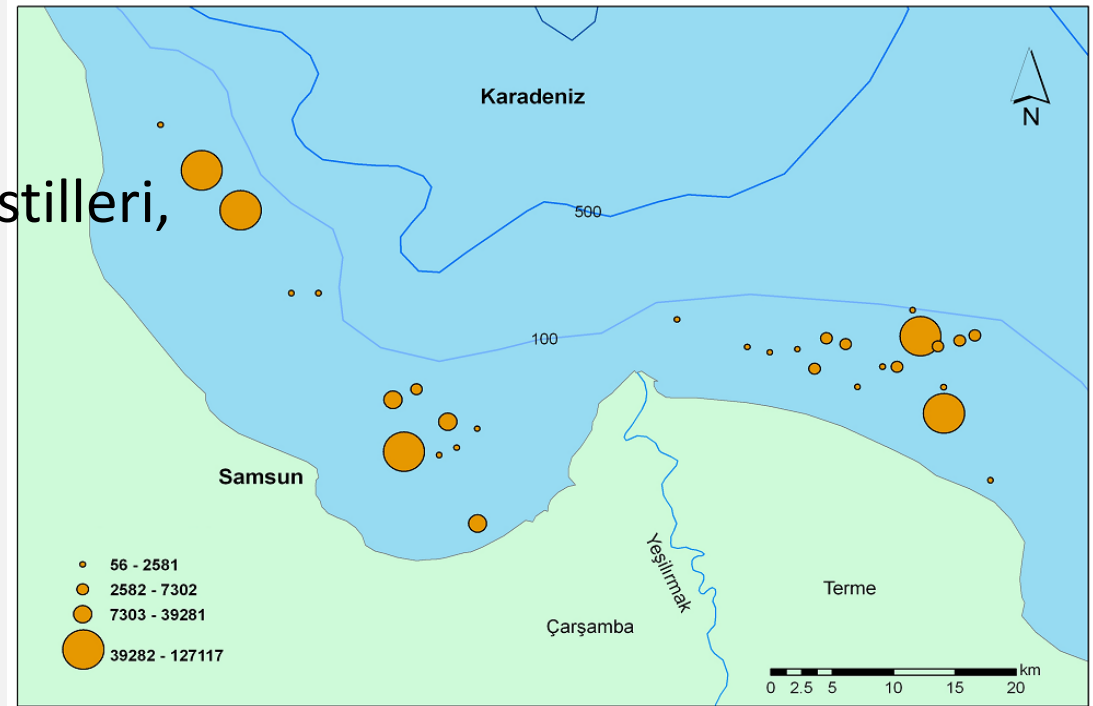 Karadeniz
N
stilleri,
500
100
Samsun
56 - 2581
2582 - 7302
7303 - 39281
39282 - 127117
Yeşilırmak
Terme
Çarşamba
km
0 2.5 5 10 15 20